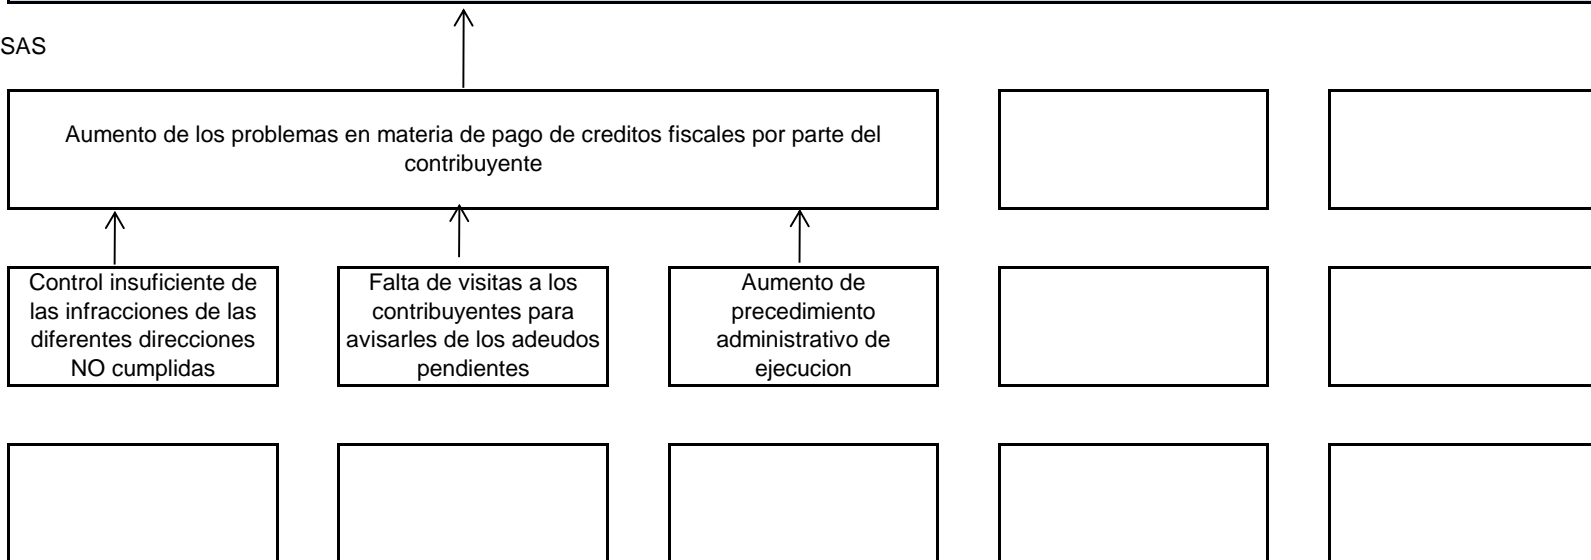 SAS
Aumento de los problemas en materia de pago de creditos fiscales por parte del
contribuyente
Control insuficiente de
las infracciones de las
diferentes direcciones
NO cumplidas
Falta de visitas a los
contribuyentes para
avisarles de los adeudos
pendientes
Aumento de
precedimiento
administrativo de
ejecucion